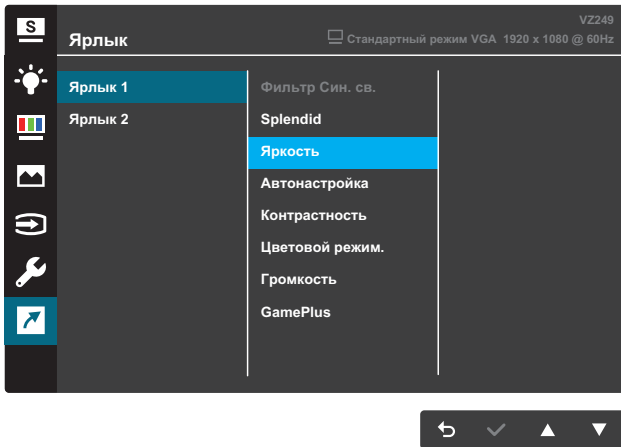 S
VZ249
Ярлык
Стандартный режим VGA 1920 x 1080 @ 60Hz
Ярлык 1
Ярлык 2
Фильтр Син. св.
Splendid
Яркость
Автонастройка
Контрастность
Цветовой режим.
Громкость
GamePlus